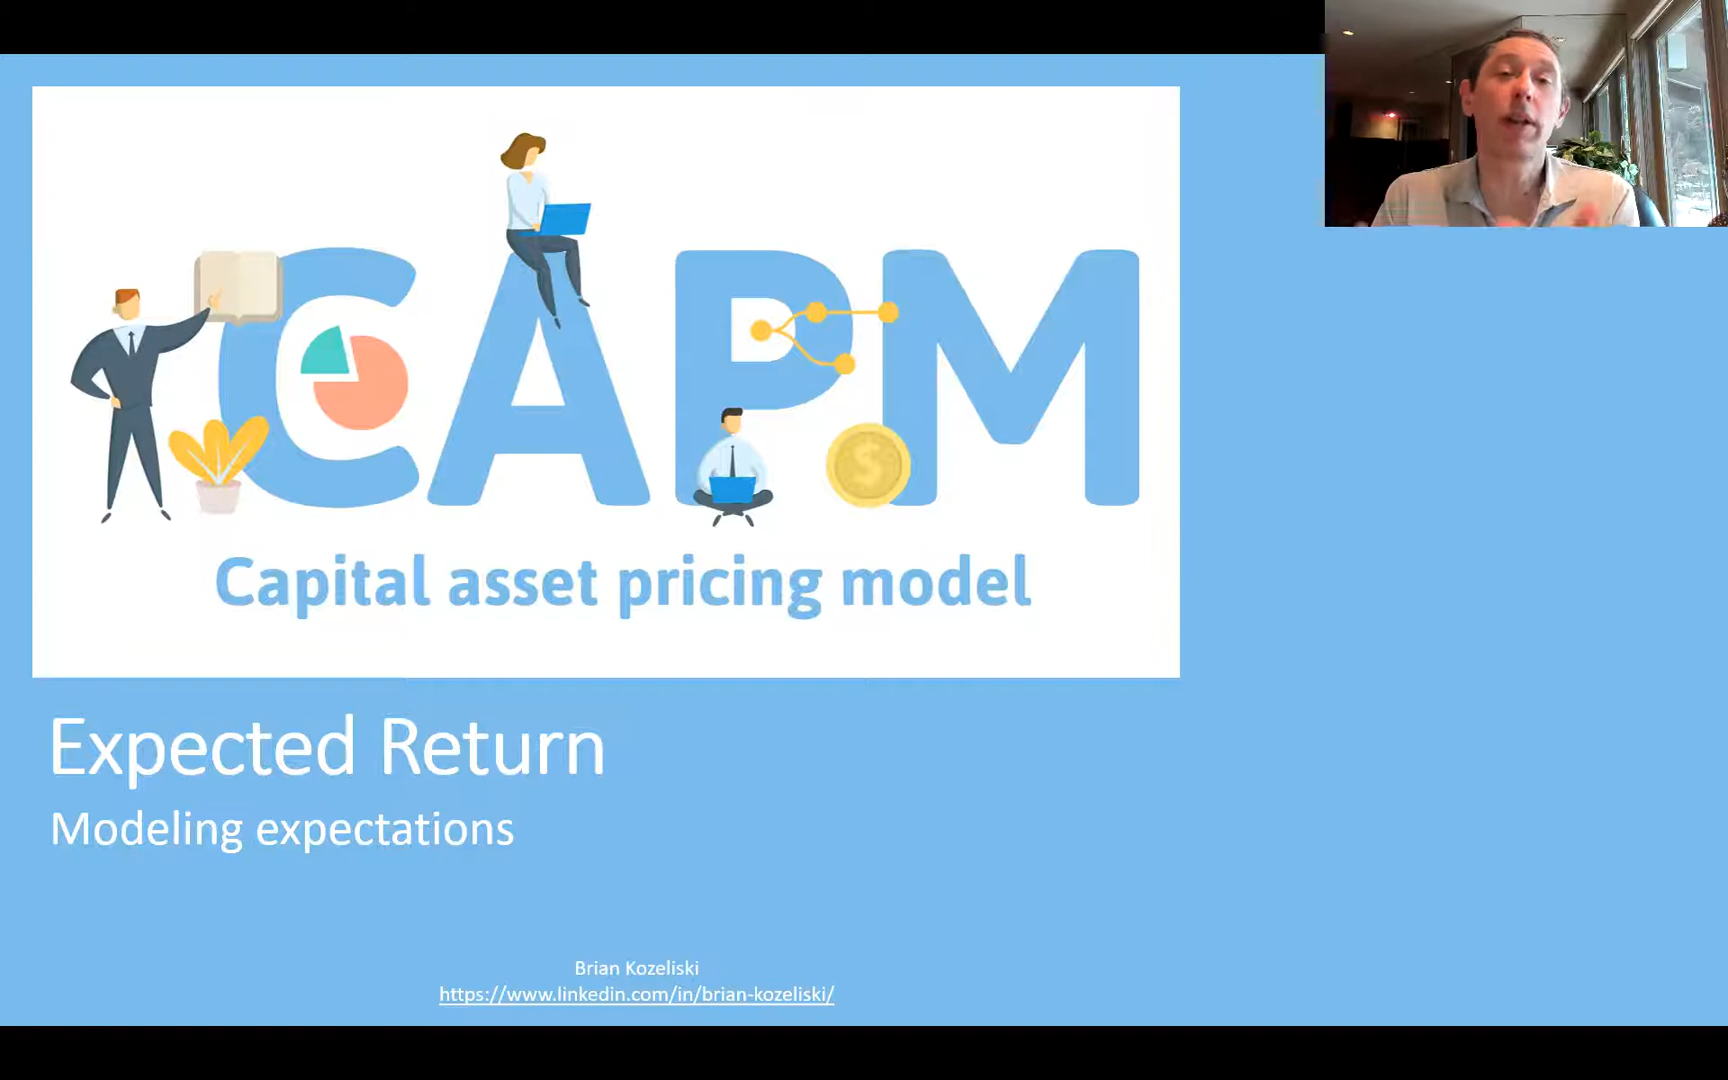 CAPM
$
Capital asset pricing model
Expected Return
Modeling expectations
Brian Kozeliski
https://www.linkedin.com/in/brian-kozeliski/